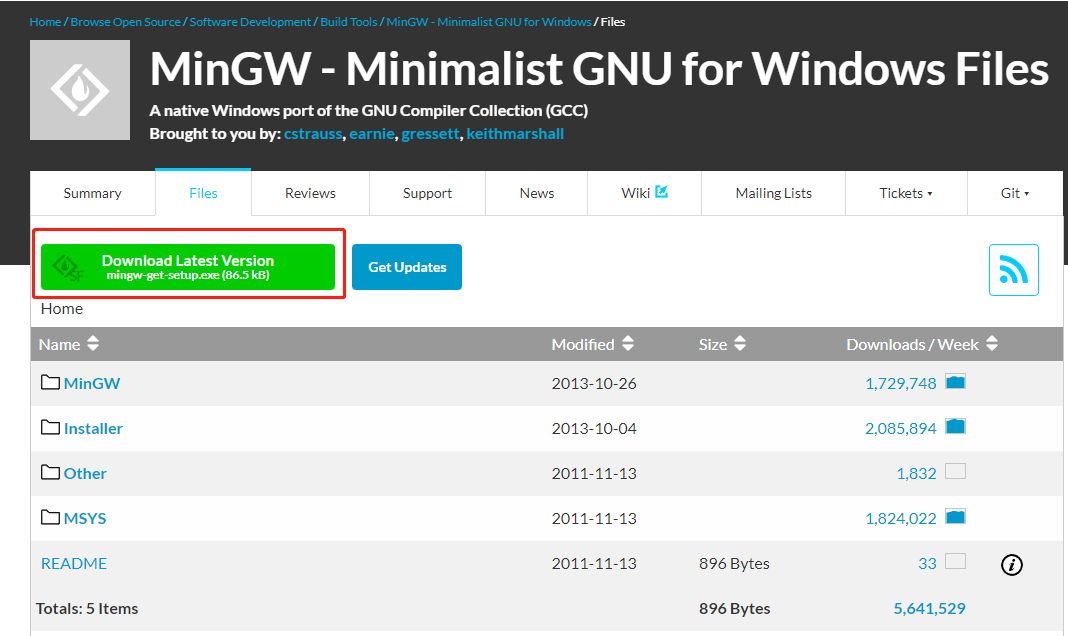 Home / Browse Open Source / Software Development / Build Tools / MinGW - Minimalist GNU for Windows / Files
MinGW - Minimalist GNU for Windows Files
A native Windows port of the GNU Compiler Collection (GCC)
Brought to you by: cstrauss, earnie, gressett, keithmarshall
Summary Files Reviews Support News Wiki Mailing Lists Tickets Git
SF Download Latest Version
mingw-get-setup.exe (86.5 kB)
Get Updates
Home
Name Modified Size Downloads / Week
MinGW 2013-10-26 1,729,748
Installer 2013-10-04 2,085,894
Other 2011-11-13 1,832
MSYS 2011-11-13 1,824,022
README 2011-11-13 896 Bytes 33 i
Totals: 5 Items 896 Bytes 5,641,529